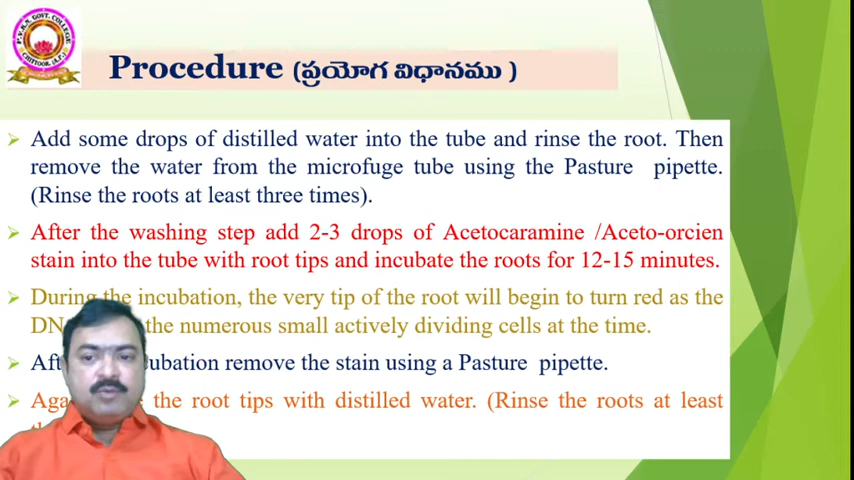 P.V.K.N. GOVT. COLLEGE
CHITTOOR (A.P.)
Procedure (ప్రయోగ విధానము )
Add some drops of distilled water into the tube and rinse the root. Then
remove the water from the microfuge tube using the Pasture pipette.
(Rinse the roots at least three times).
After the washing step add 2-3 drops of Acetocaramine /Aceto-orcien
stain into the tube with root tips and incubate the roots for 12-15 minutes.
During the incubation, the very tip of the root will begin to turn red as the
the numerous small actively dividing cells at the time.
remove the stain using a Pasture pipette.
the root tips with distilled water. (Rinse the roots at least